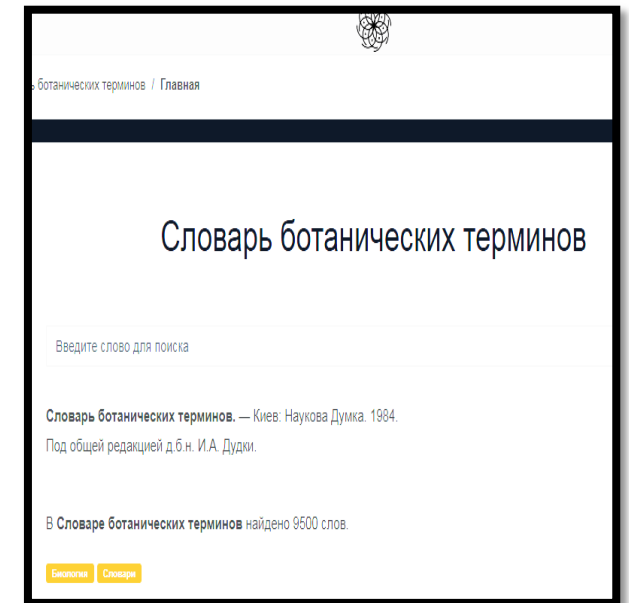 ботанических терминов / Главная
Словарь ботанических терминов
Введите слово для поиска
Словарь ботанических терминов. — Киев: Наукова Думка. 1984.
Под общей редакцией д.б.н. И.А. Дудки.
В Словаре ботанических терминов найдено 9500 слов.
Биология Словари